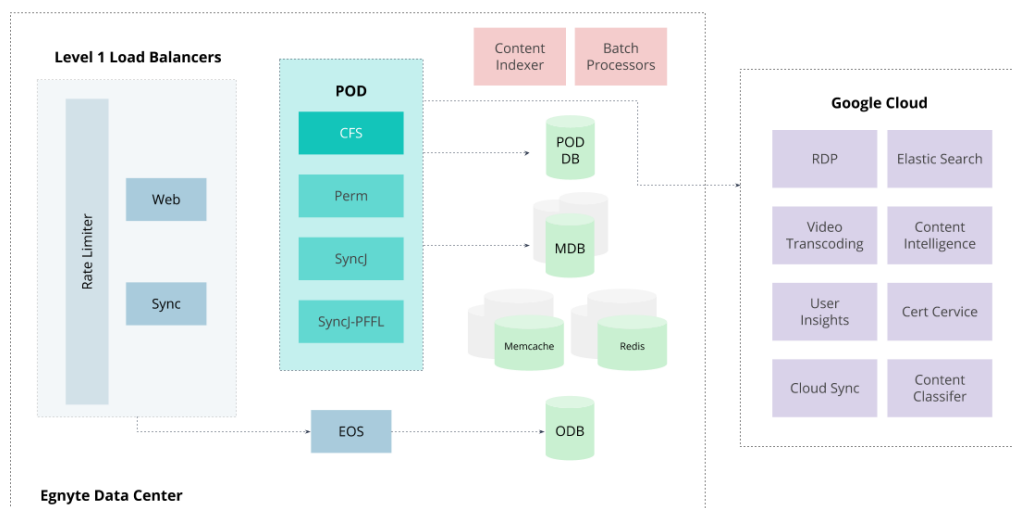 Level 1 Load Balancers
Rate Limiter
Web
Sync
POD
CFS
Perm
SyncJ
SyncJ-PFFL
EOS
Content
Indexer
Batch
Processors
POD
DB
MDB
Memcache
Redis
ODB
Egnyte Data Center
Google Cloud
RDP
Elastic Search
Video
Transcoding
Content
Intelligence
User
Insights
Cert Cervice
Cloud Sync
Content
Classifer